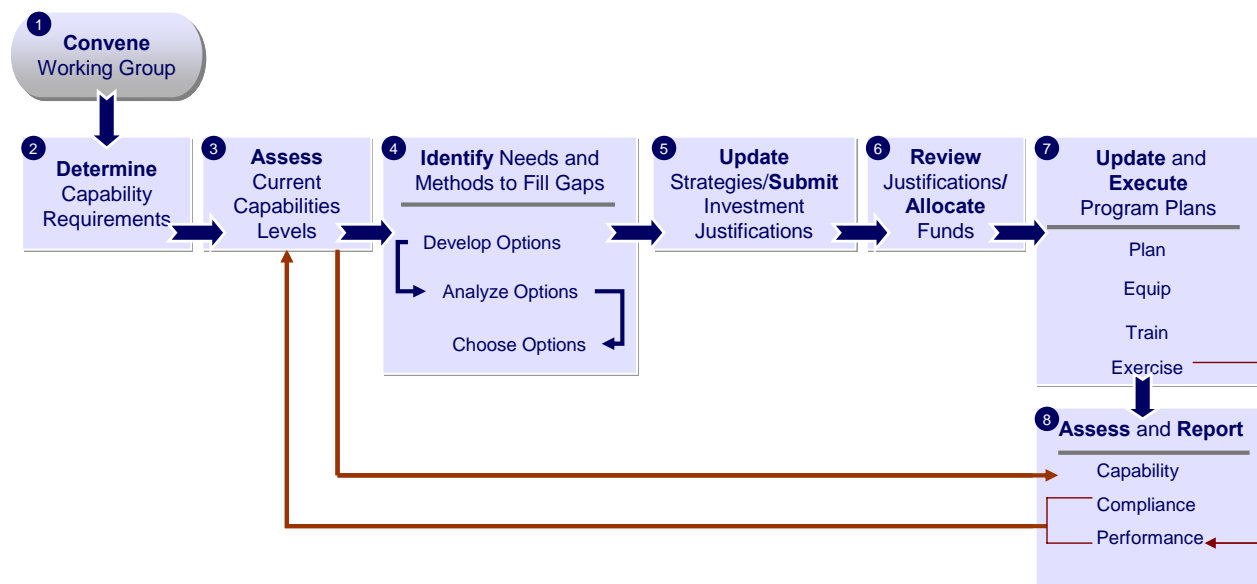 1
Convene
Working Group
2
Determine
Capability
Requirements
3
Assess
Current
Capabilities
Levels
4
Identify Needs and
Methods to Fill Gaps
Develop Options
Analyze Options
Choose Options
5
Update
Strategies/Submit
Investment
Justifications
6
Review
Justifications/
Allocate
Funds
7
Update and
Execute
Program Plans
Plan
Equip
Train
Exercise
8
Assess and Report
Capability
Compliance
Performance